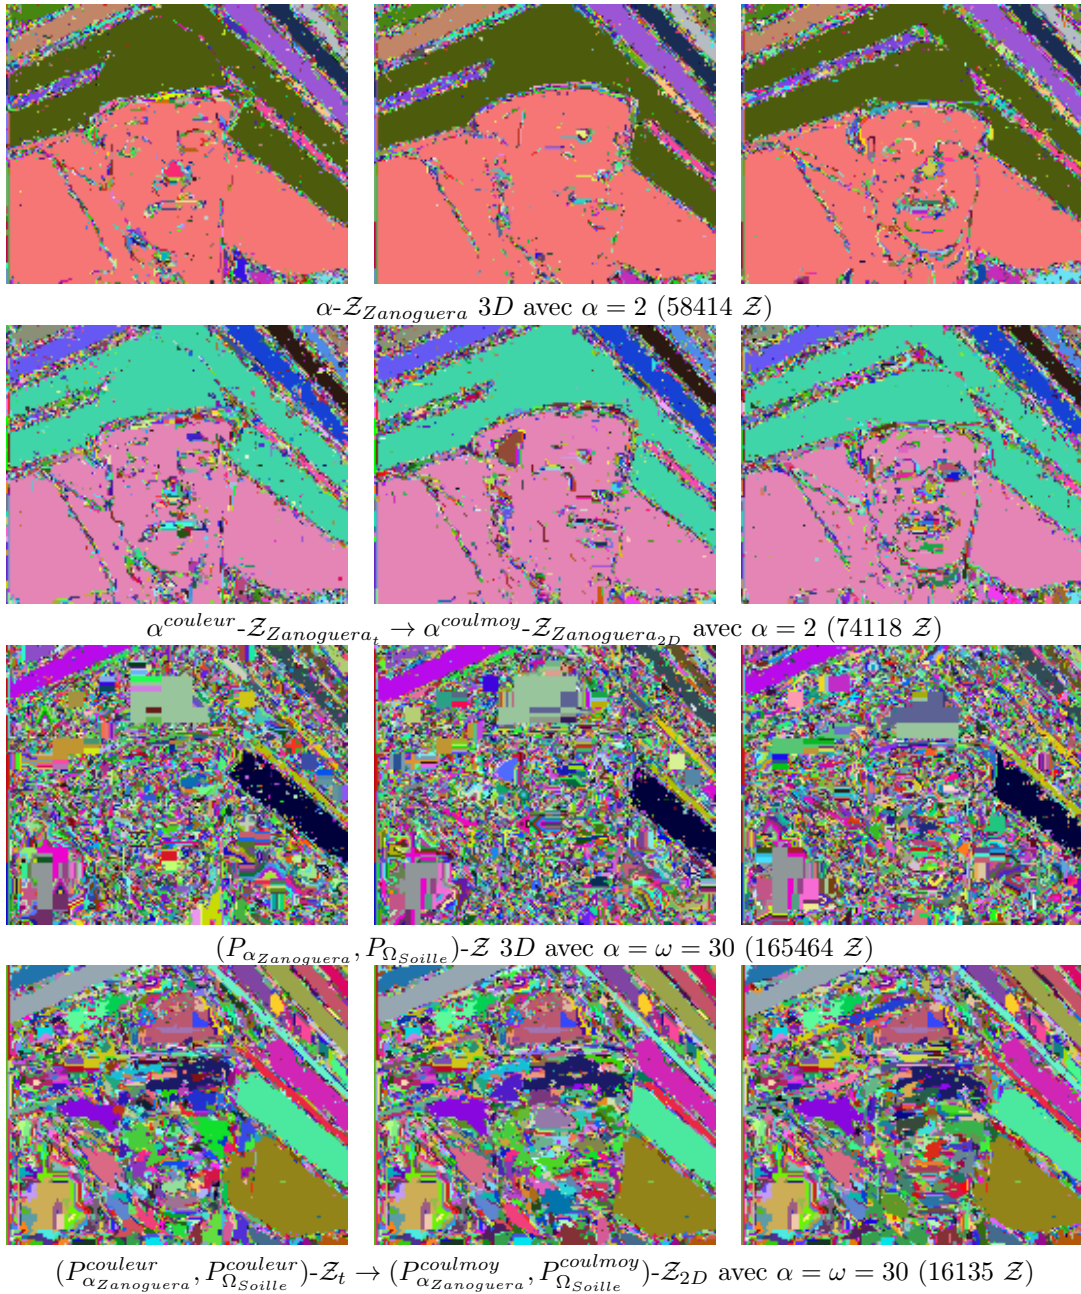 α-𝒵_{Zanoguera} 3D avec α = 2 (58414 𝒵)
α^{couleur}-𝒵_{Zanoguera_t} → α^{coulmoy}-𝒵_{Zanoguera_{2D}} avec α = 2 (74118 𝒵)
(P_{α_{Zanoguera}}, P_{Ω_{Soille}})-𝒵 3D avec α = ω = 30 (165464 𝒵)
(P^{couleur}_{α_{Zanoguera}}, P^{couleur}_{Ω_{Soille}})-𝒵_t → (P^{coulmoy}_{α_{Zanoguera}}, P^{coulmoy}_{Ω_{Soille}})-𝒵_{2D} avec α = ω = 30 (16135 𝒵)